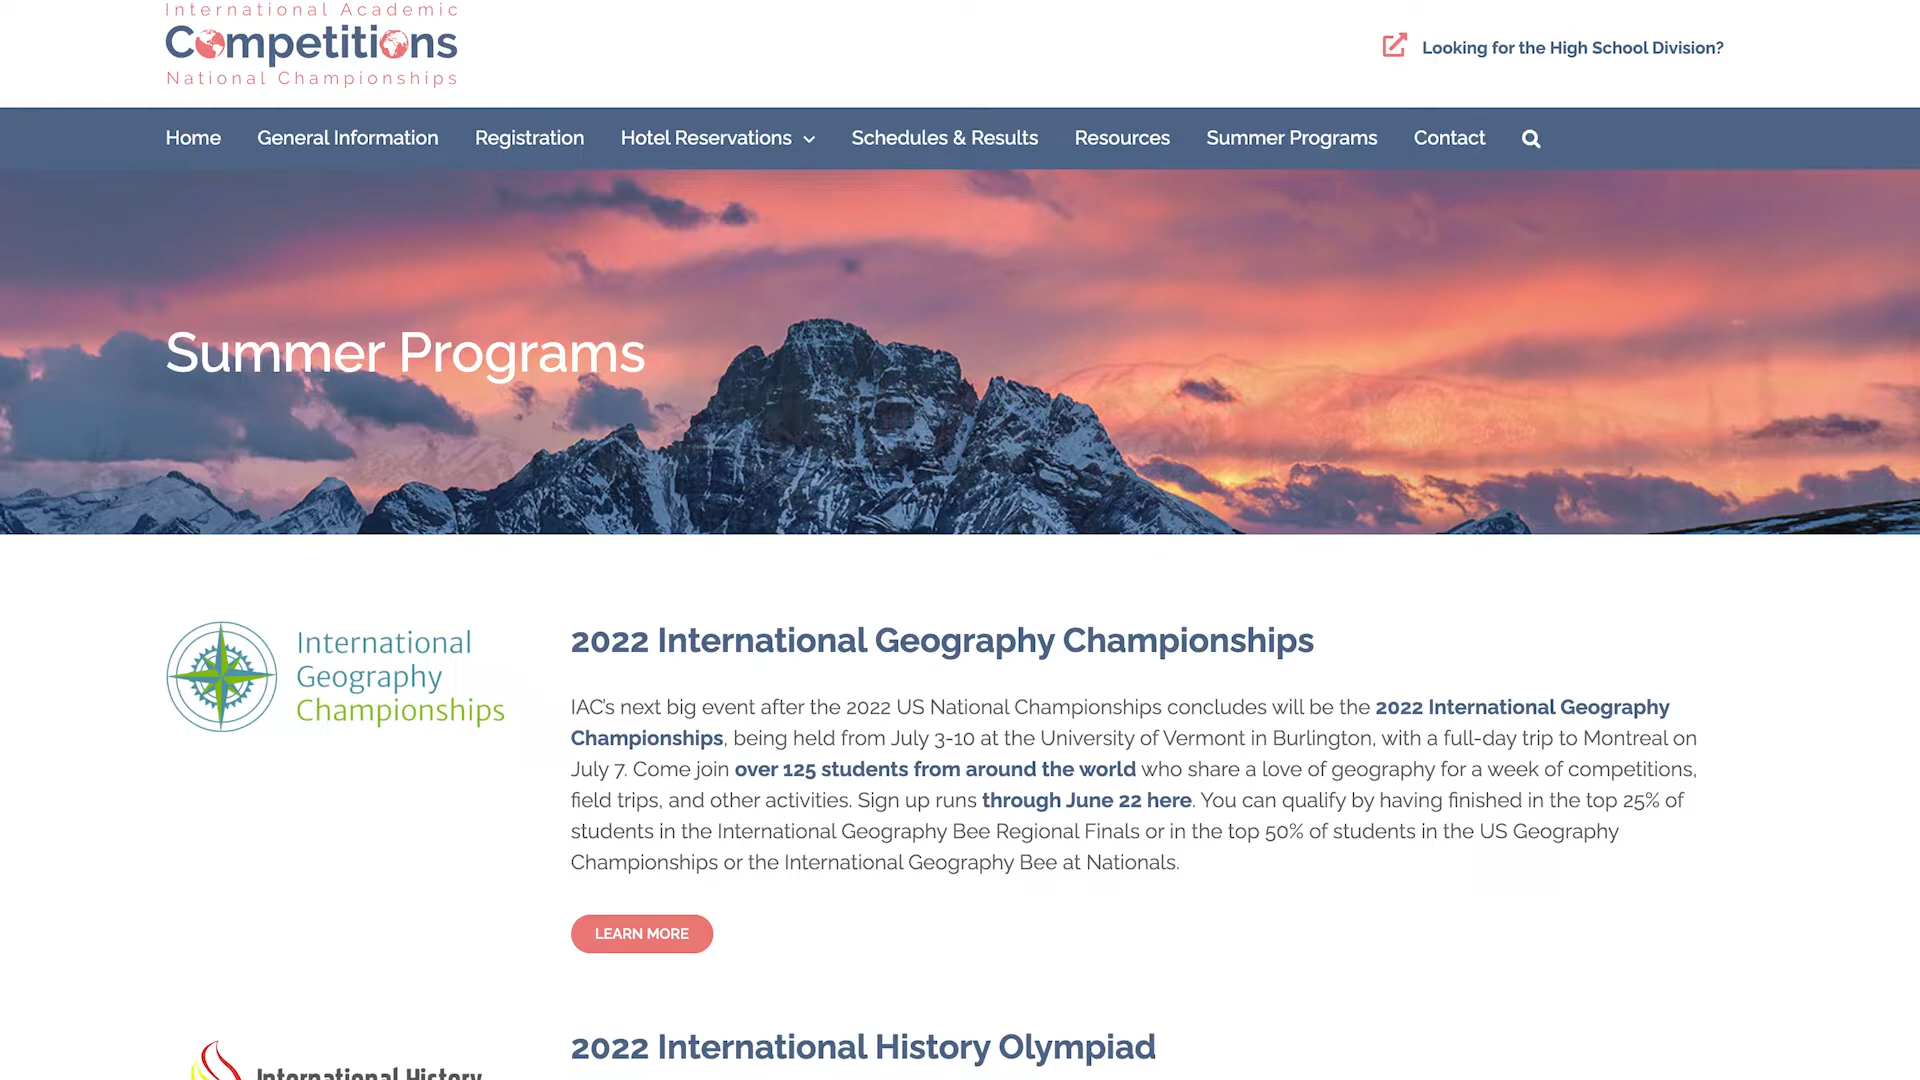 International Academic
Competitions
National Championships
Looking for the High School Division?
Home General Information Registration Hotel Reservations Schedules & Results Resources Summer Programs Contact
Summer Programs
International
Geography
Championships
2022 International Geography Championships
IAC's next big event after the 2022 US National Championships concludes will be the 2022 International Geography
Championships, being held from July 3-10 at the University of Vermont in Burlington, with a full-day trip to Montreal on
July 7. Come join over 125 students from around the world who share a love of geography for a week of competitions,
field trips, and other activities. Sign up runs through June 22 here. You can qualify by having finished in the top 25% of
students in the International Geography Bee Regional Finals or in the top 50% of students in the US Geography
Championships or the International Geography Bee at Nationals.
LEARN MORE
International History
2022 International History Olympiad